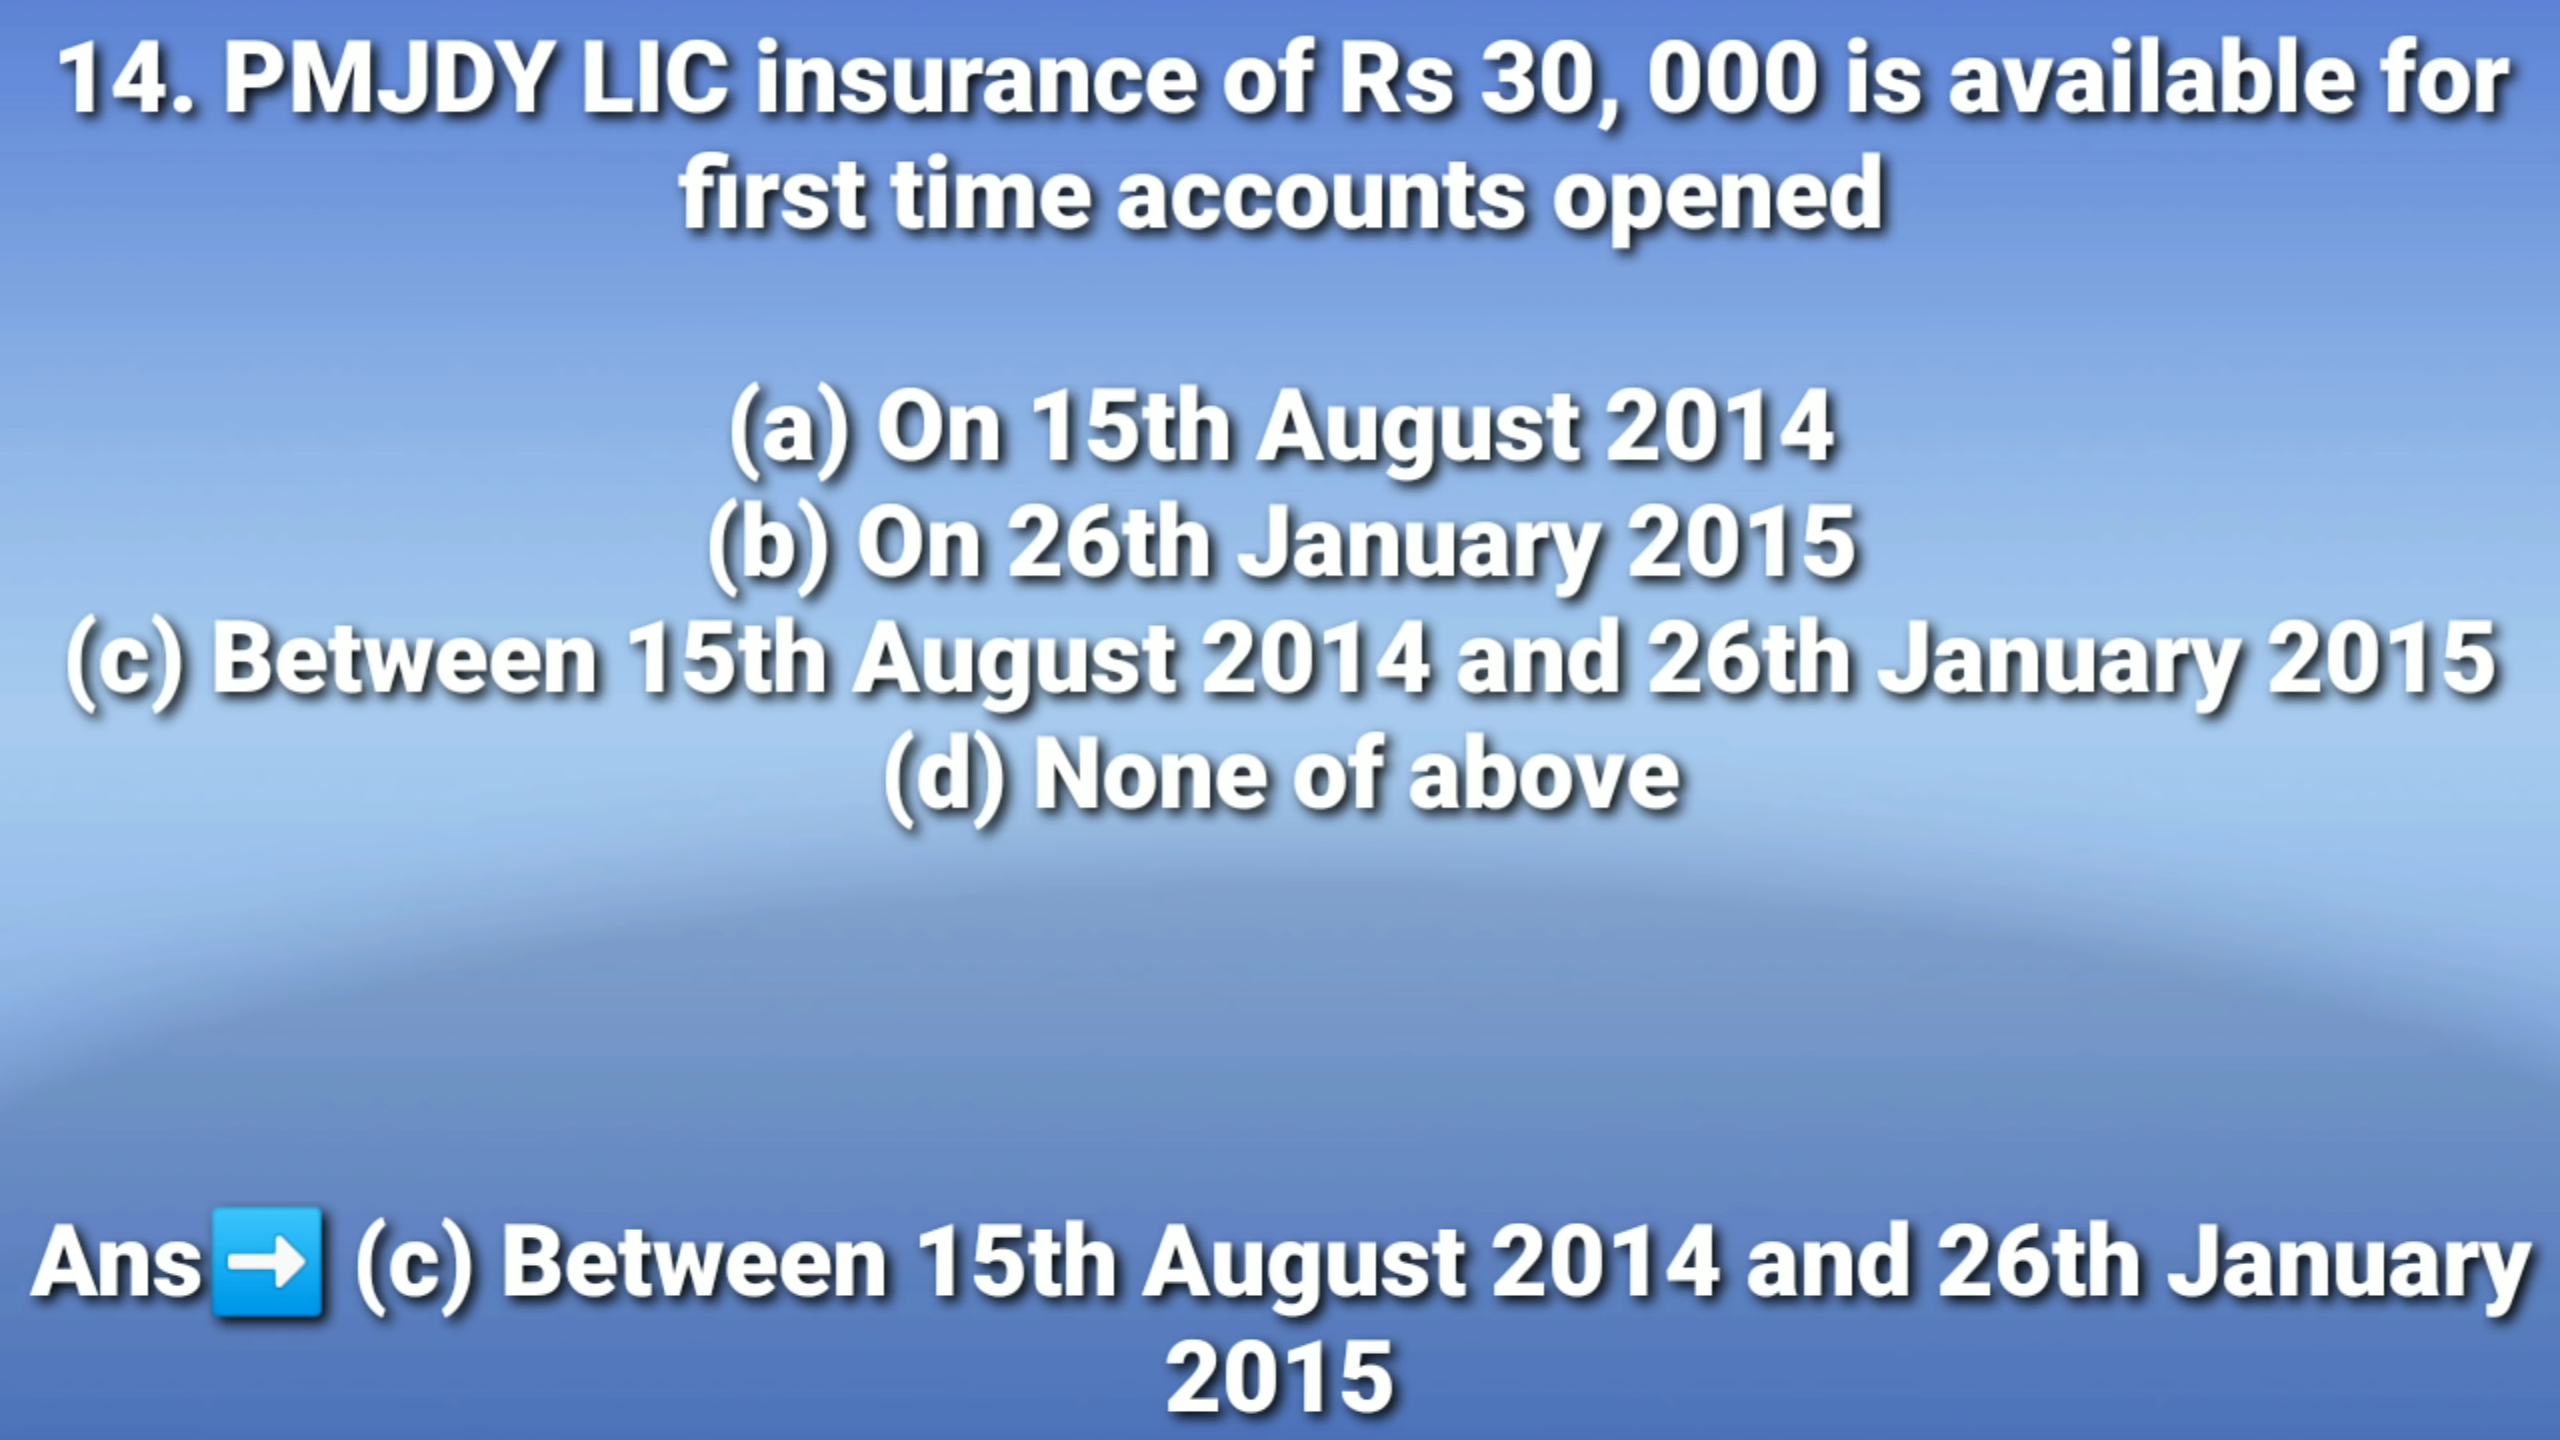 14. PMJDY LIC insurance of Rs 30, 000 is available for
first time accounts opened
(a) On 15th August 2014
(b) On 26th January 2015
(c) Between 15th August 2014 and 26th January 2015
(d) None of above
Ans➡ (c) Between 15th August 2014 and 26th January
2015